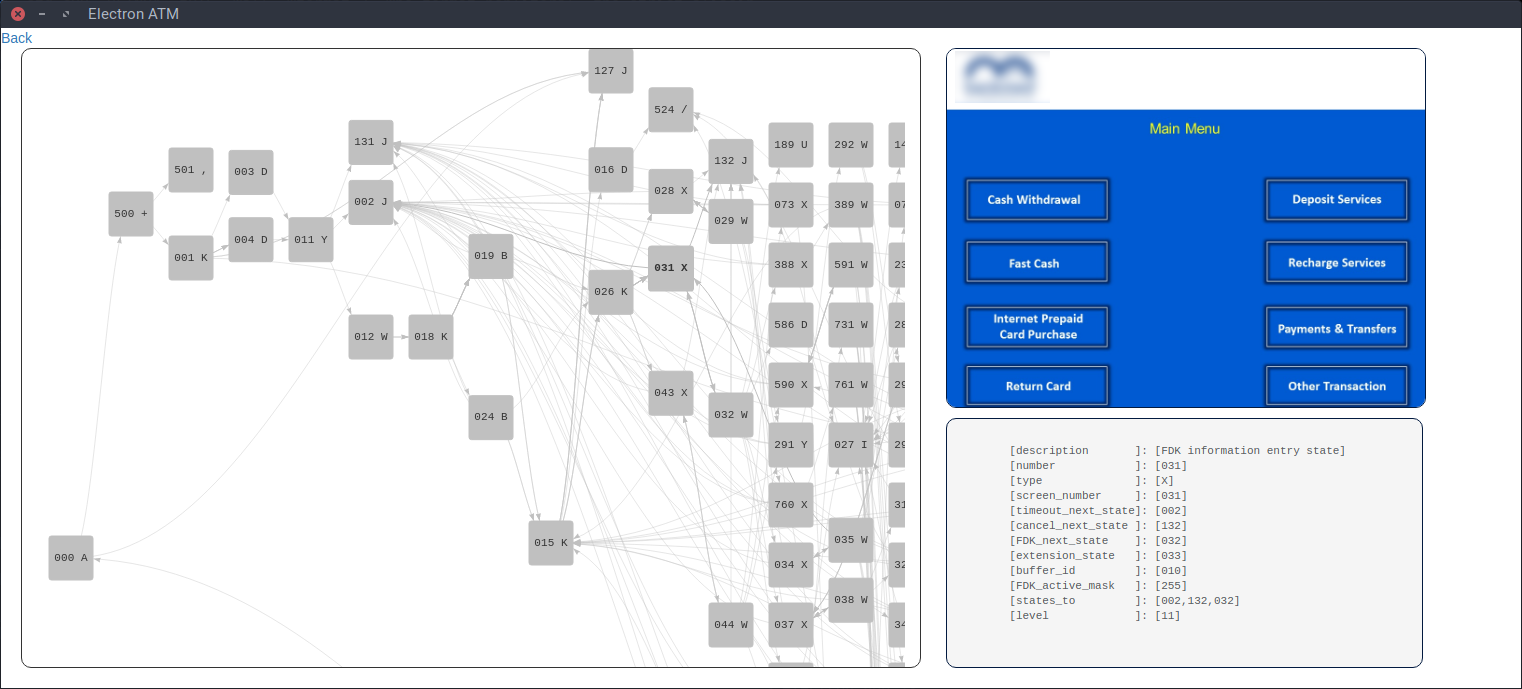 Electron ATM
Back
127 J
524 /
131 J
189 U
292 W
14
501 ,
003 D
016 D
132 J
028 X
073 X
389 W
07
002 J
500 +
029 W
004 D
011 Y
001 K
019 B
031 X
388 X
591 W
23
026 K
586 D
731 W
28
012 W
018 K
043 X
590 X
761 W
29
032 W
024 B
291 Y
027 I
29
760 X
31
015 K
035 W
000 A
034 X
32
038 W
044 W
037 X
34
Main Menu
Cash Withdrawal
Deposit Services
Fast Cash
Recharge Services
Internet Prepaid
Card Purchase
Payments & Transfers
Return Card
Other Transaction
[description ]: [FDK information entry state]
[number ]: [031]
[type ]: [X]
[screen_number ]: [031]
[timeout_next_state]: [002]
[cancel_next_state ]: [132]
[FDK_next_state ]: [032]
[extension_state ]: [033]
[buffer_id ]: [010]
[FDK_active_mask ]: [255]
[states_to ]: [002,132,032]
[level ]: [11]